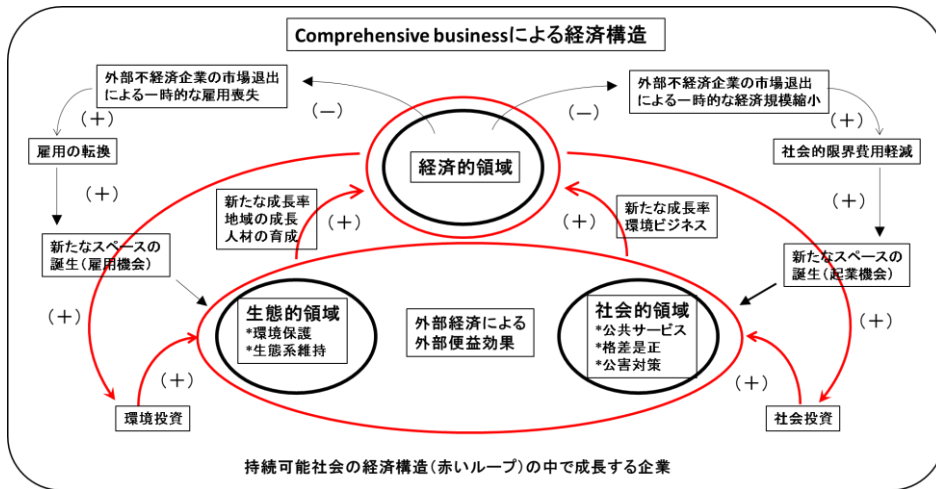 Comprehensive businessによる経済構造
外部不経済企業の市場退出
による一時的な雇用喪失
外部不経済企業の市場退出
による一時的な経済規模縮小
(+)
(－)
(－)
(+)
雇用の転換
経済的領域
社会的限界費用軽減
(+)
新たな成長率
地域の成長
人材の育成
(+)
(+)
新たな成長率
環境ビジネス
(+)
新たなスペースの
誕生(雇用機会)
新たなスペースの
誕生(起業機会)
(+)
生態的領域
*環境保護
*生態系維持
外部経済による
外部便益効果
社会的領域
*公共サービス
*格差是正
*公害対策
(+)
(+)
(+)
環境投資
社会投資
持続可能社会の経済構造(赤いループ)の中で成長する企業